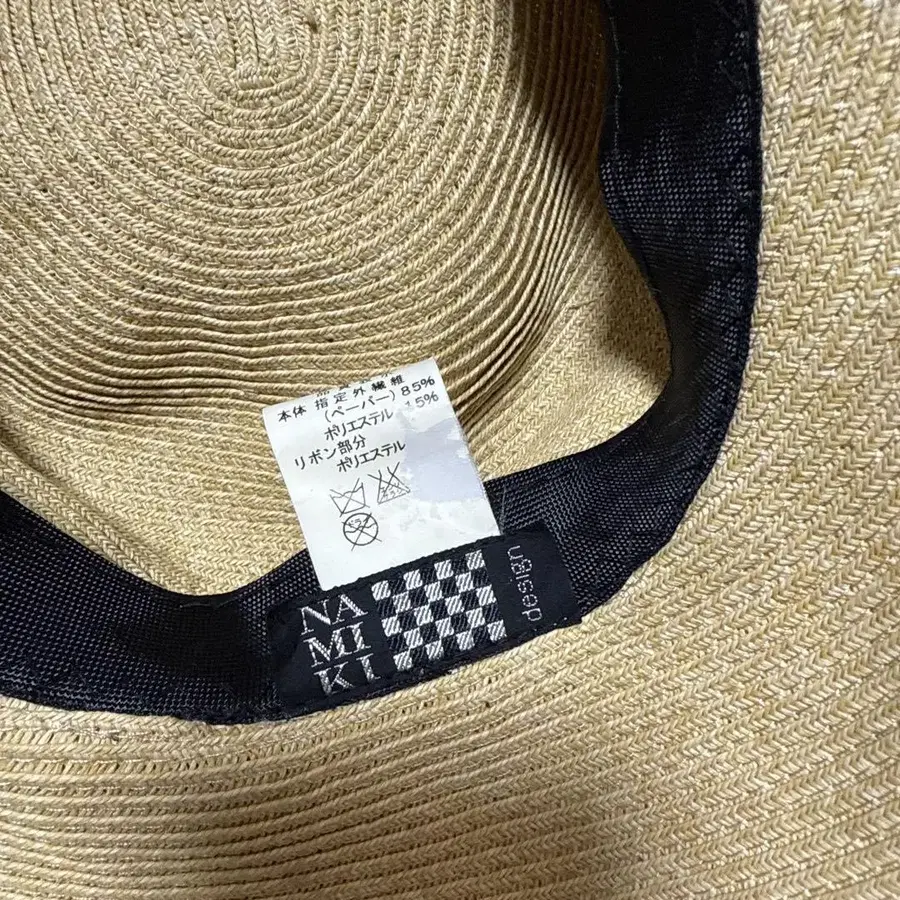 本体 指定外繊維
(ペーパー) 85%
ポリエステル 15%
リボン部分
ポリエステル
NA
MI
KI
design